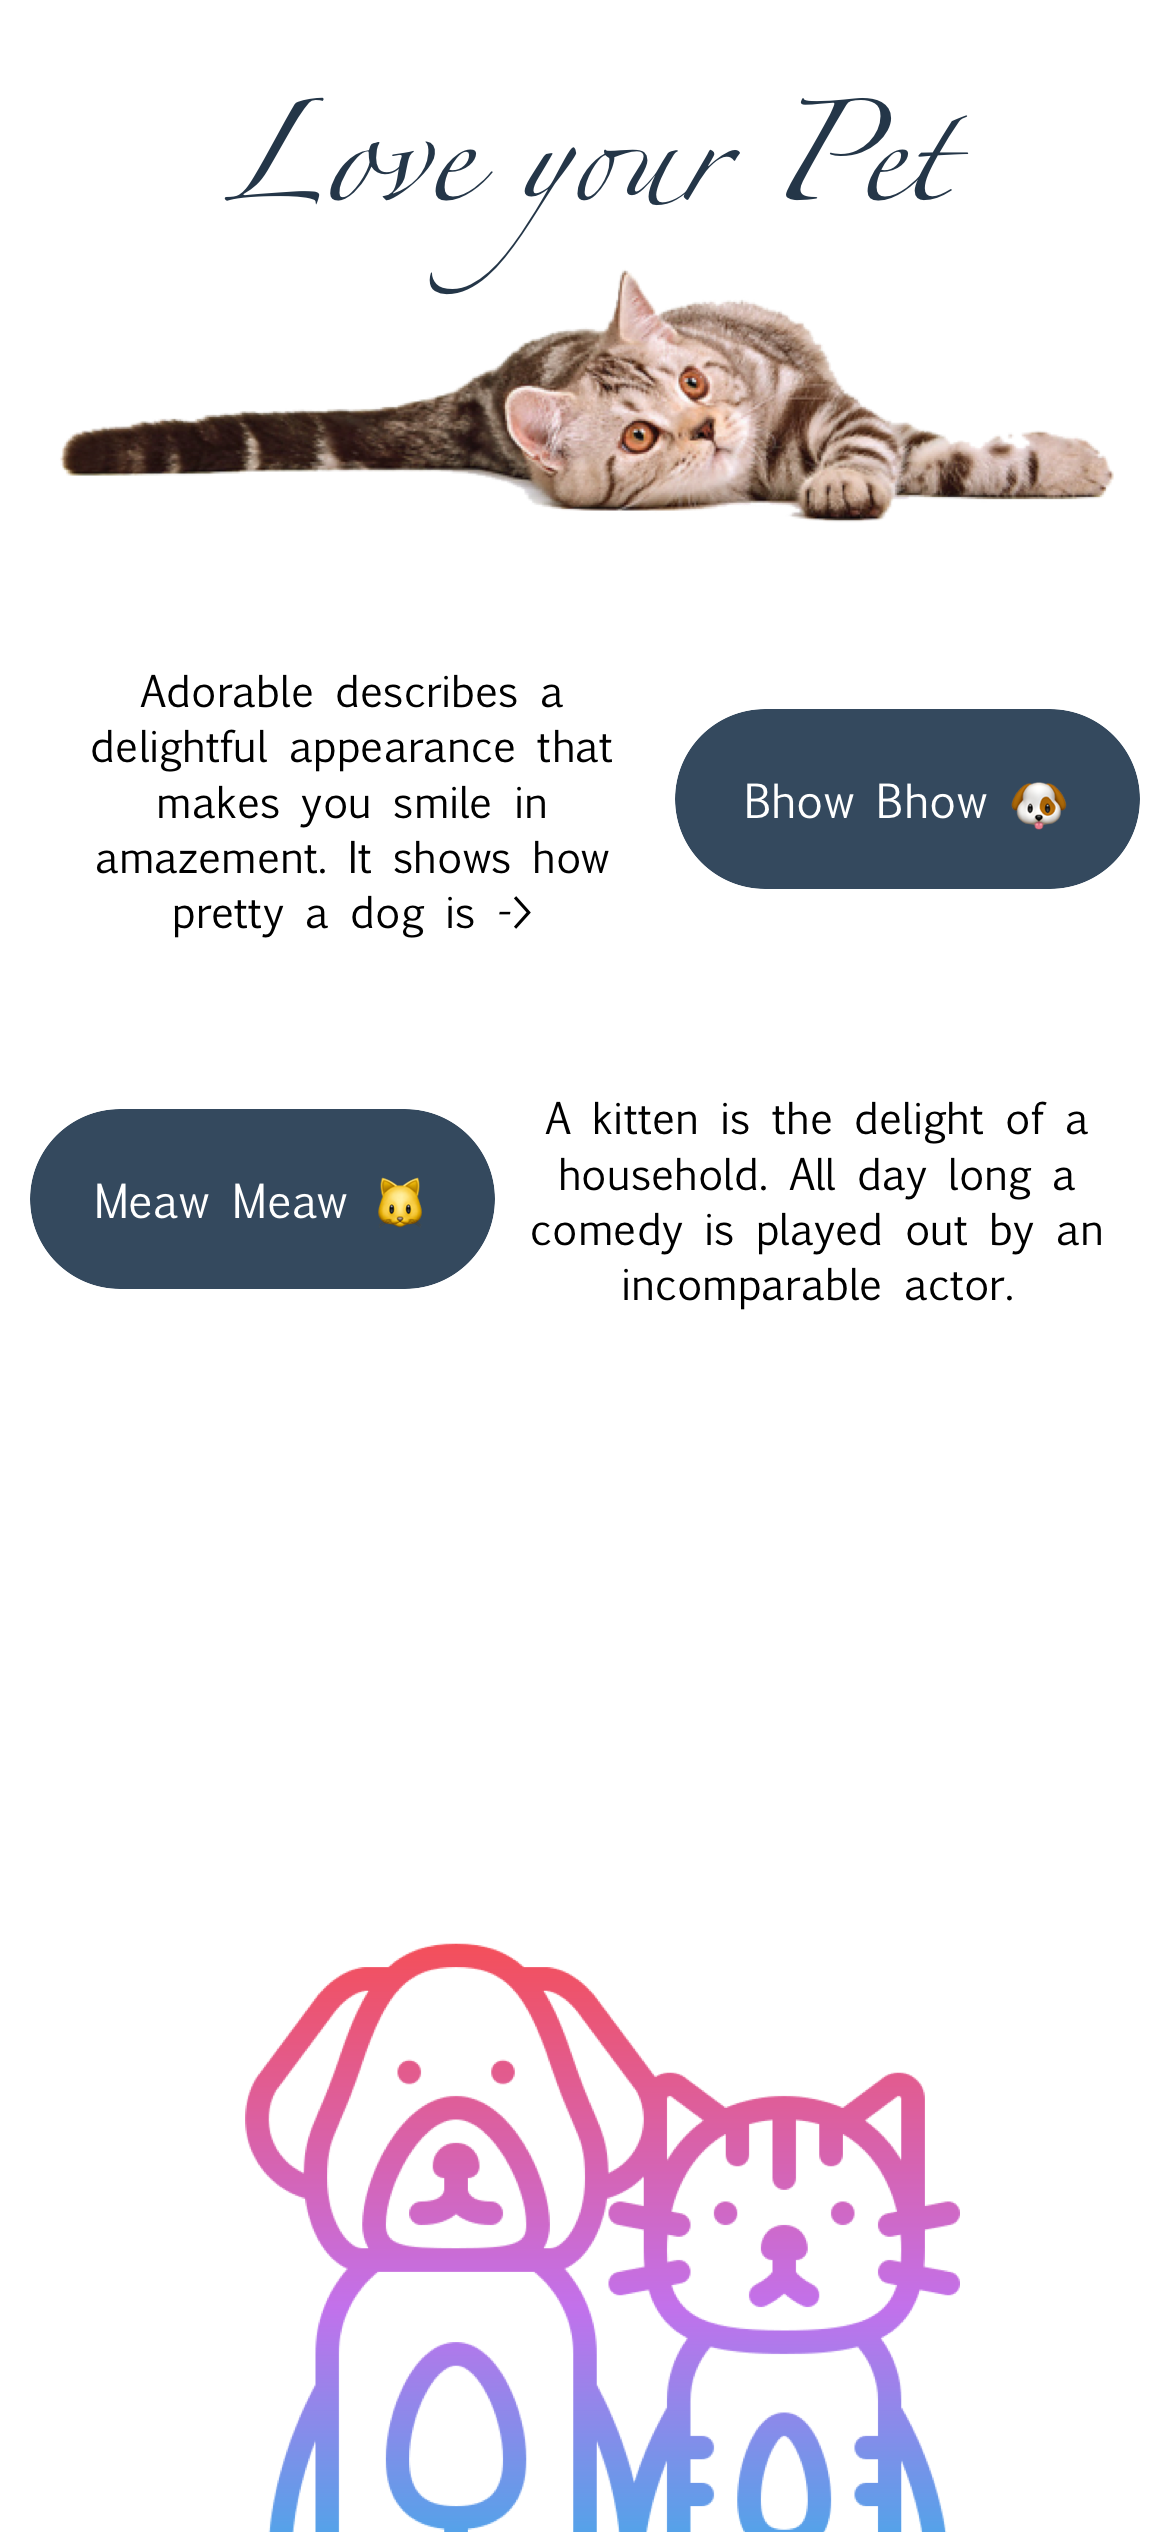 Love your Pet
Adorable describes a
delightful appearance that
makes you smile in
amazement. It shows how
pretty a dog is ->
Bhow Bhow 🐶
Meaw Meaw 🐱
A kitten is the delight of a
household. All day long a
comedy is played out by an
incomparable actor.